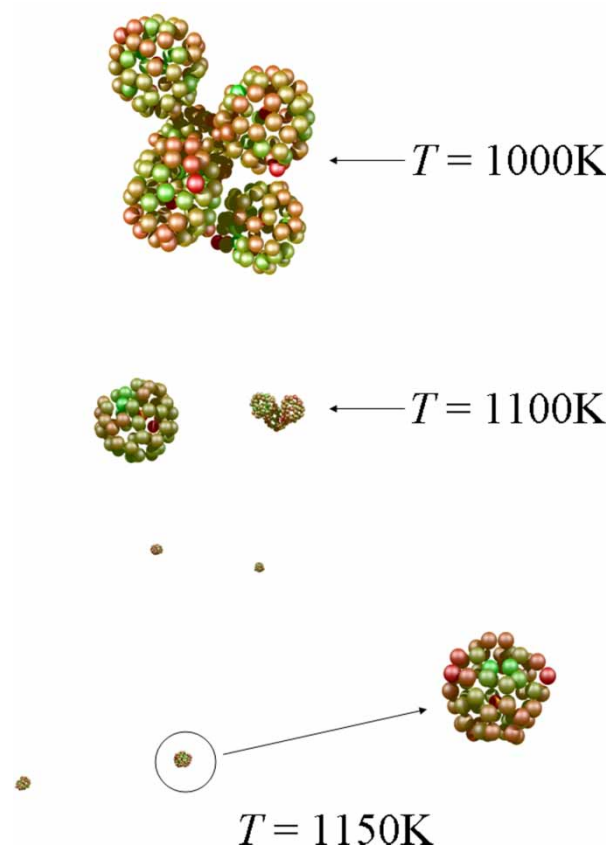 T = 1000K
T = 1100K
T = 1150K